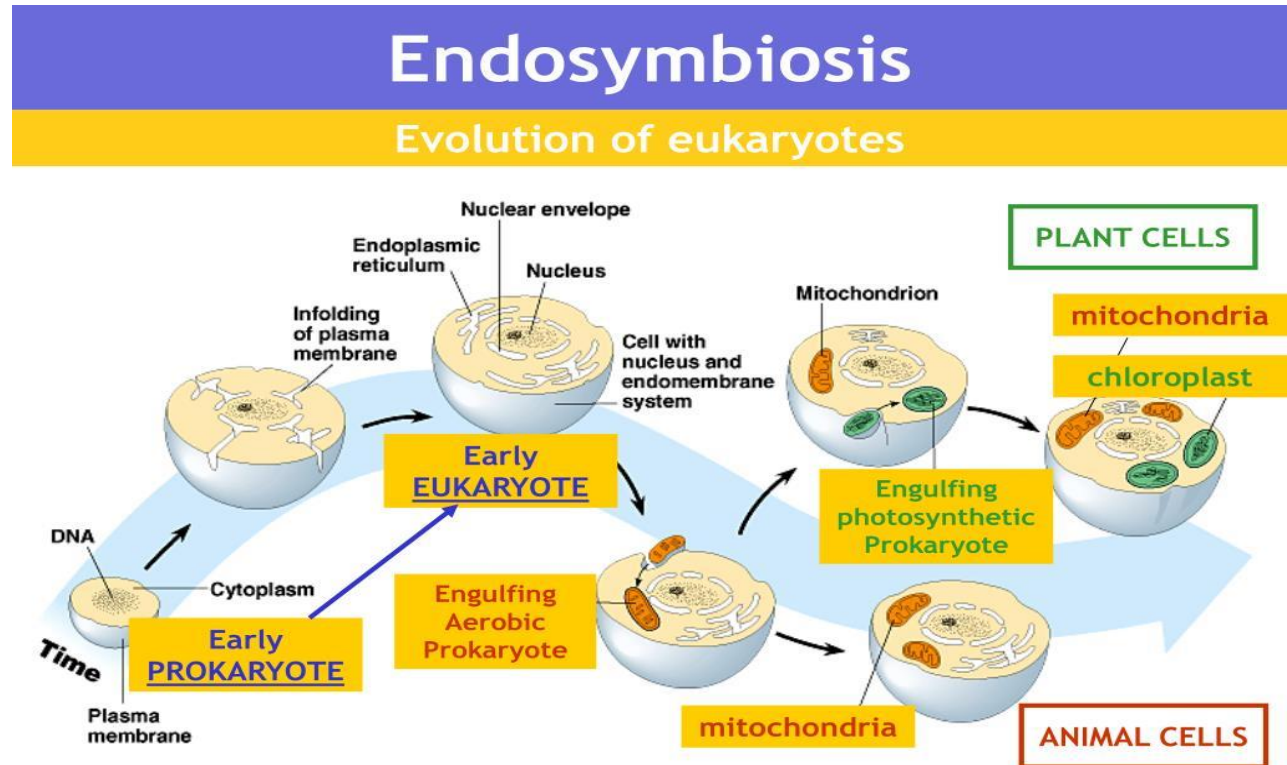 Endosymbiosis
Evolution of eukaryotes
Nuclear envelope
Endoplasmic
reticulum
Nucleus
Infolding
of plasma
membrane
Cell with
nucleus and
endomembrane
system
Early
EUKARYOTE
DNA
Cytoplasm
Early
PROKARYOTE
Time
Plasma
membrane
Engulfing
Aerobic
Prokaryote
Mitochondrion
Engulfing
photosynthetic
Prokaryote
PLANT CELLS
mitochondria
chloroplast
mitochondria
ANIMAL CELLS